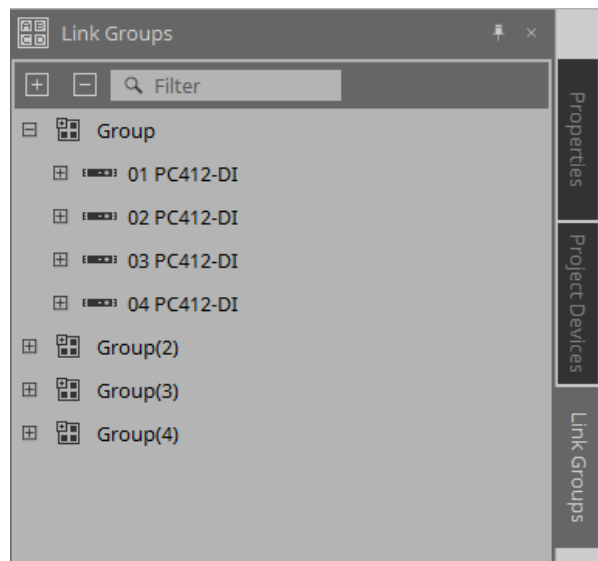 ABCD
Link Groups
Filter
Group
01 PC412-DI
02 PC412-DI
03 PC412-DI
04 PC412-DI
Group(2)
Group(3)
Group(4)
Properties
Project Devices
Link Groups